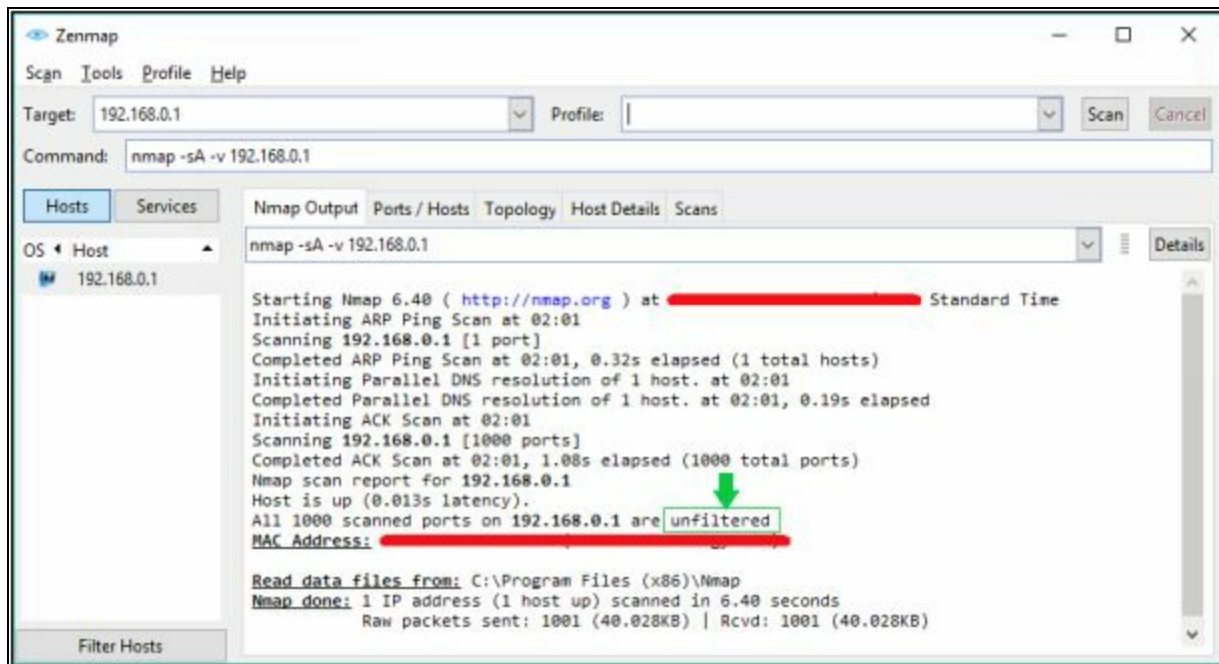 Zenmap
Scan Tools Profile Help
Target: 192.168.0.1 Profile: Scan Cancel
Command: nmap -sA -v 192.168.0.1
Hosts Services Nmap Output Ports / Hosts Topology Host Details Scans
OS Host nmap -sA -v 192.168.0.1 Details
192.168.0.1
Starting Nmap 6.40 ( http://nmap.org ) at Standard Time
Initiating ARP Ping Scan at 02:01
Scanning 192.168.0.1 [1 port]
Completed ARP Ping Scan at 02:01, 0.32s elapsed (1 total hosts)
Initiating Parallel DNS resolution of 1 host. at 02:01
Completed Parallel DNS resolution of 1 host. at 02:01, 0.19s elapsed
Initiating ACK Scan at 02:01
Scanning 192.168.0.1 [1000 ports]
Completed ACK Scan at 02:01, 1.08s elapsed (1000 total ports)
Nmap scan report for 192.168.0.1
Host is up (0.013s latency).
All 1000 scanned ports on 192.168.0.1 are unfiltered
MAC Address:
Read data files from: C:\Program Files (x86)\Nmap
Nmap done: 1 IP address (1 host up) scanned in 6.40 seconds
Raw packets sent: 1001 (40.028KB) | Rcvd: 1001 (40.028KB)
Filter Hosts